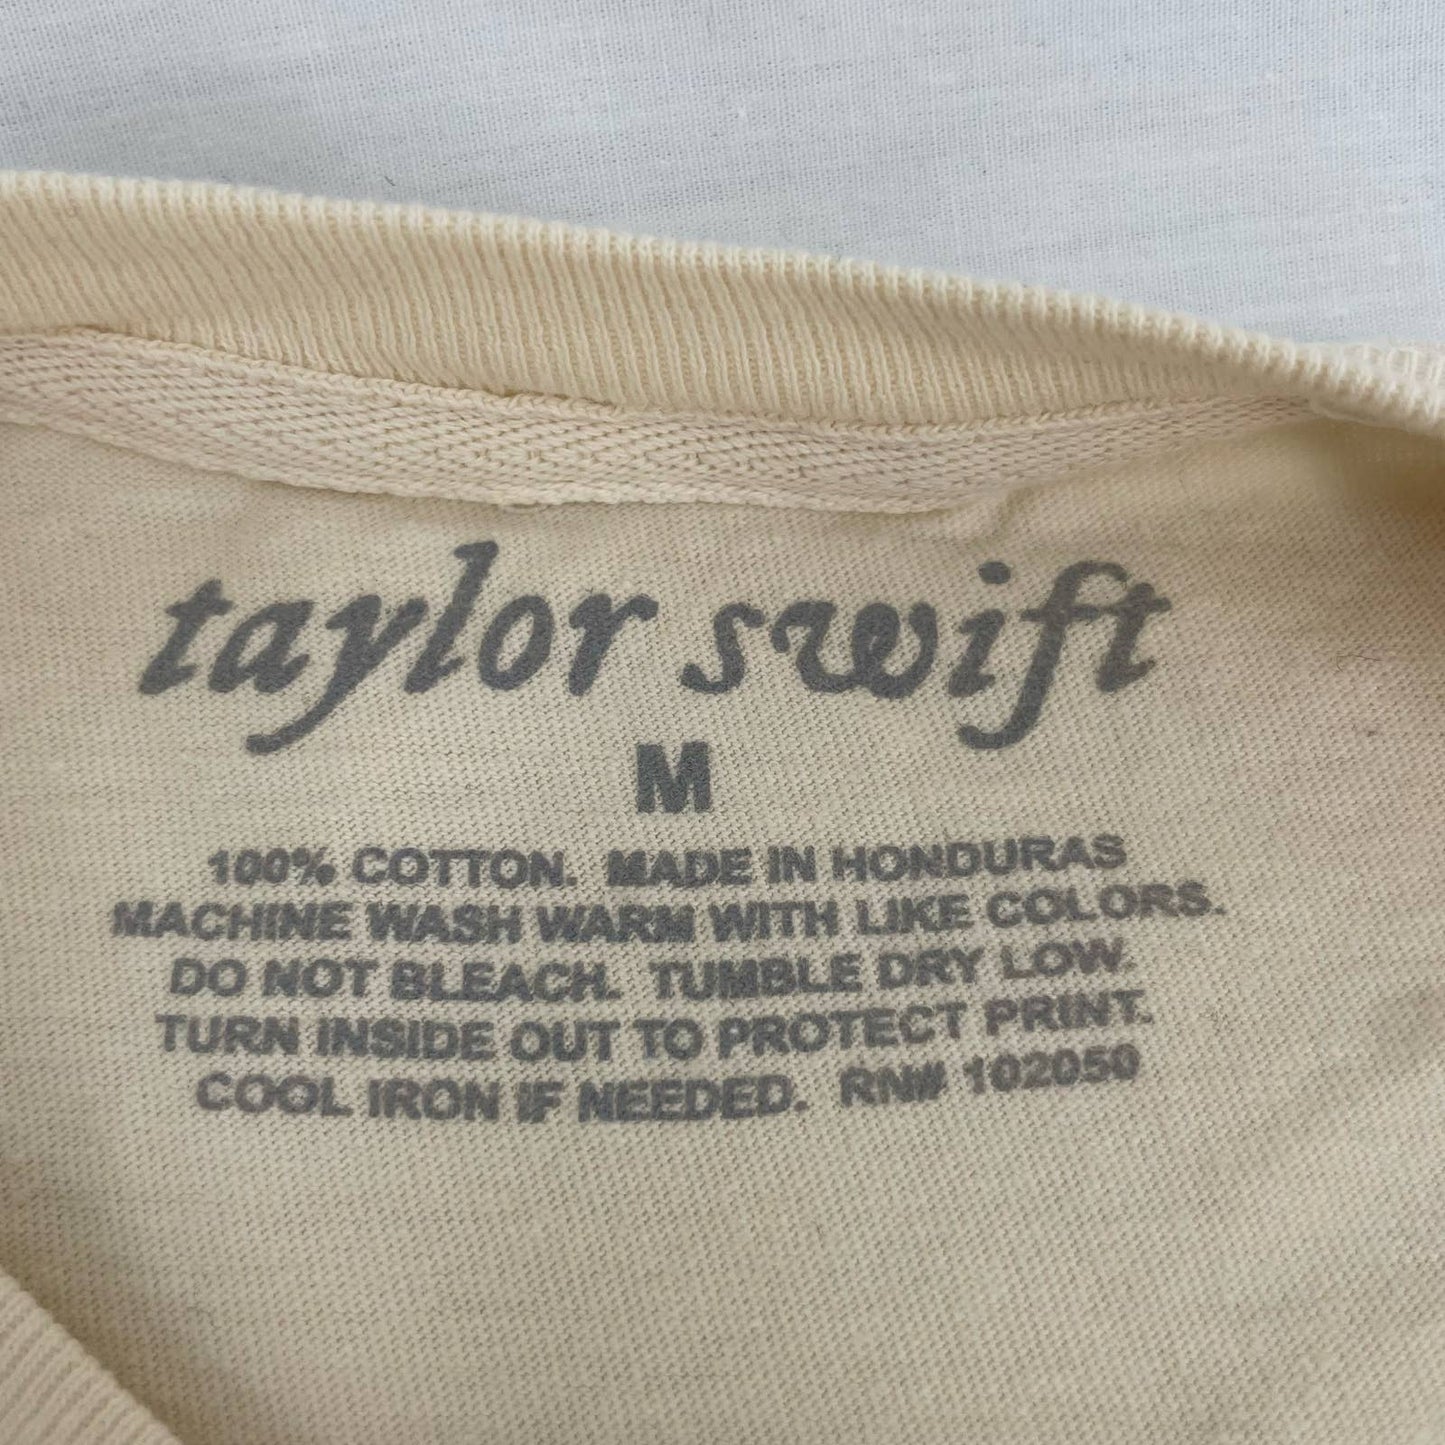 taylor swift
M
100% COTTON. MADE IN HONDURAS
MACHINE WASH WARM WITH LIKE COLORS.
DO NOT BLEACH. TUMBLE DRY LOW.
TURN INSIDE OUT TO PROTECT PRINT.
COOL IRON IF NEEDED. RN# 102050